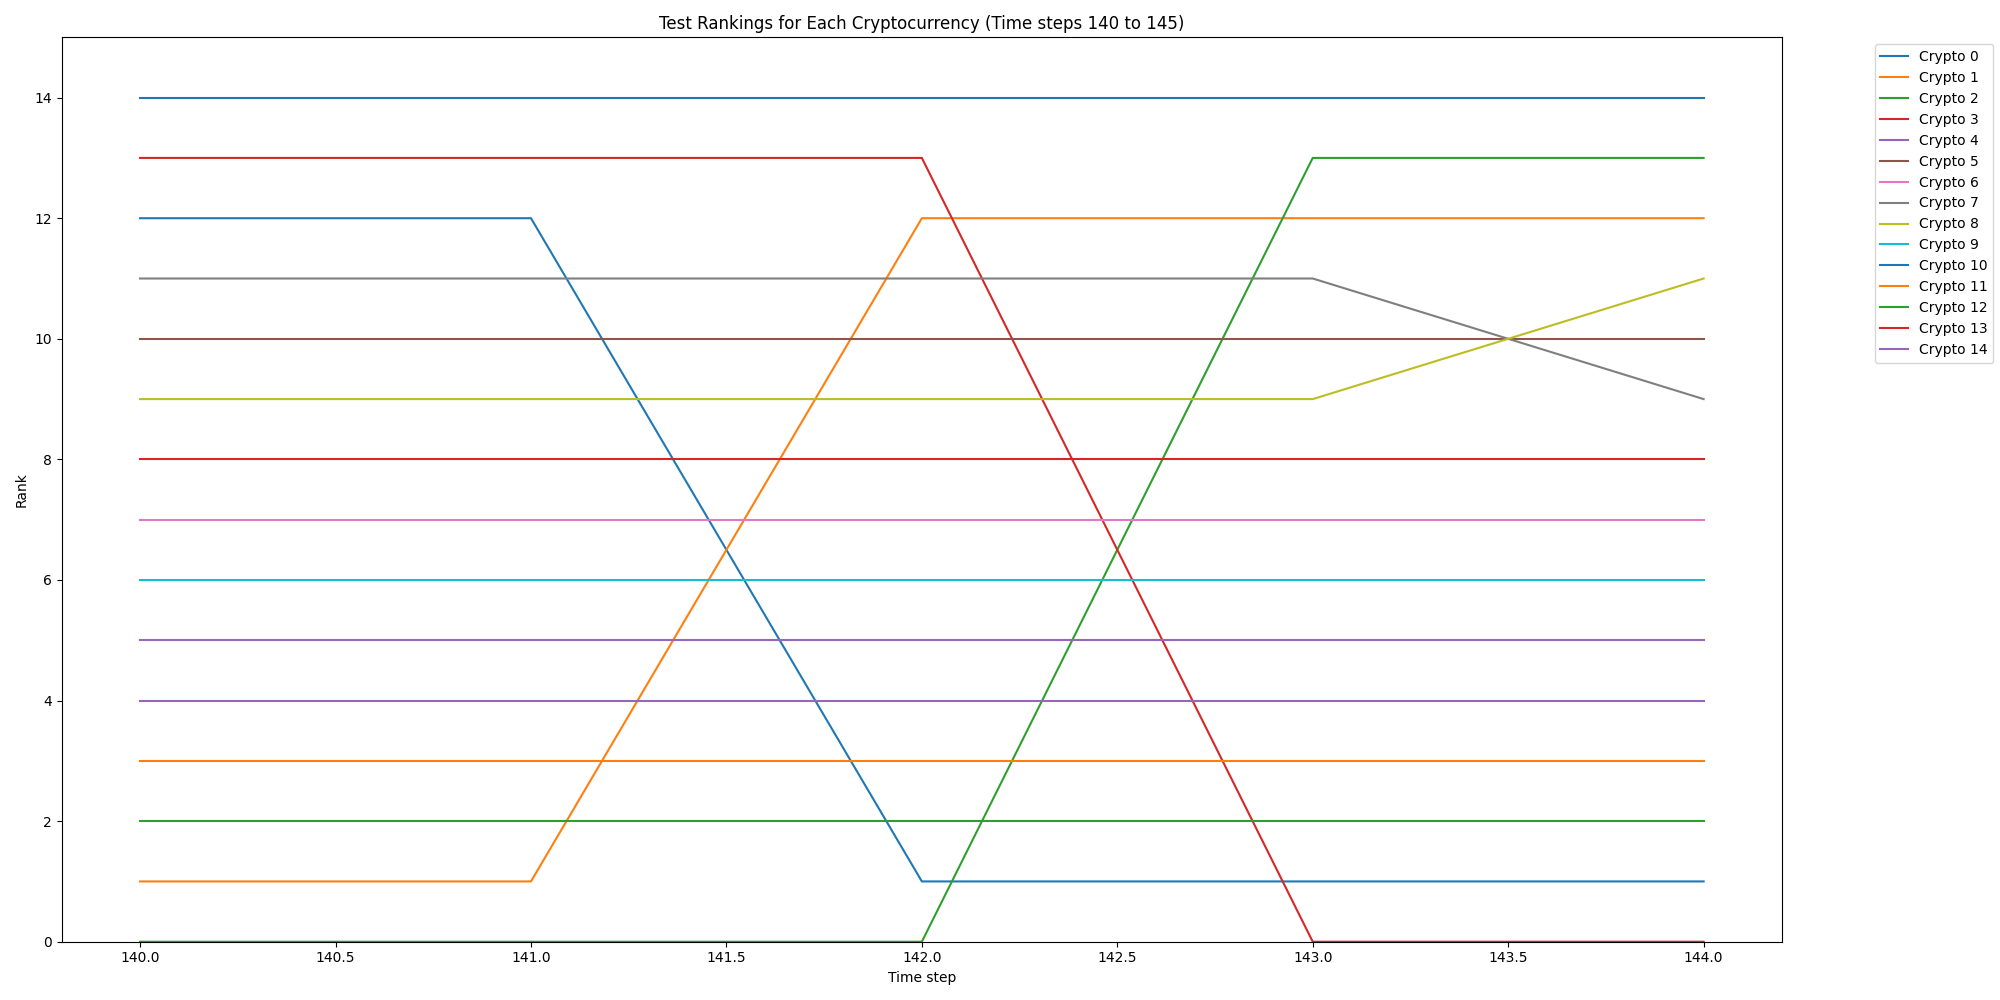 Test Rankings for Each Cryptocurrency (Time steps 140 to 145)
Crypto 0
Crypto 1
Crypto 2
Crypto 3
Crypto 4
Crypto 5
Crypto 6
Crypto 7
Crypto 8
Crypto 9
Crypto 10
Crypto 11
Crypto 12
Crypto 13
Crypto 14
14
12
10
8
6
4
2
0
Rank
140.0 140.5 141.0 141.5 142.0 142.5 143.0 143.5 144.0
Time step